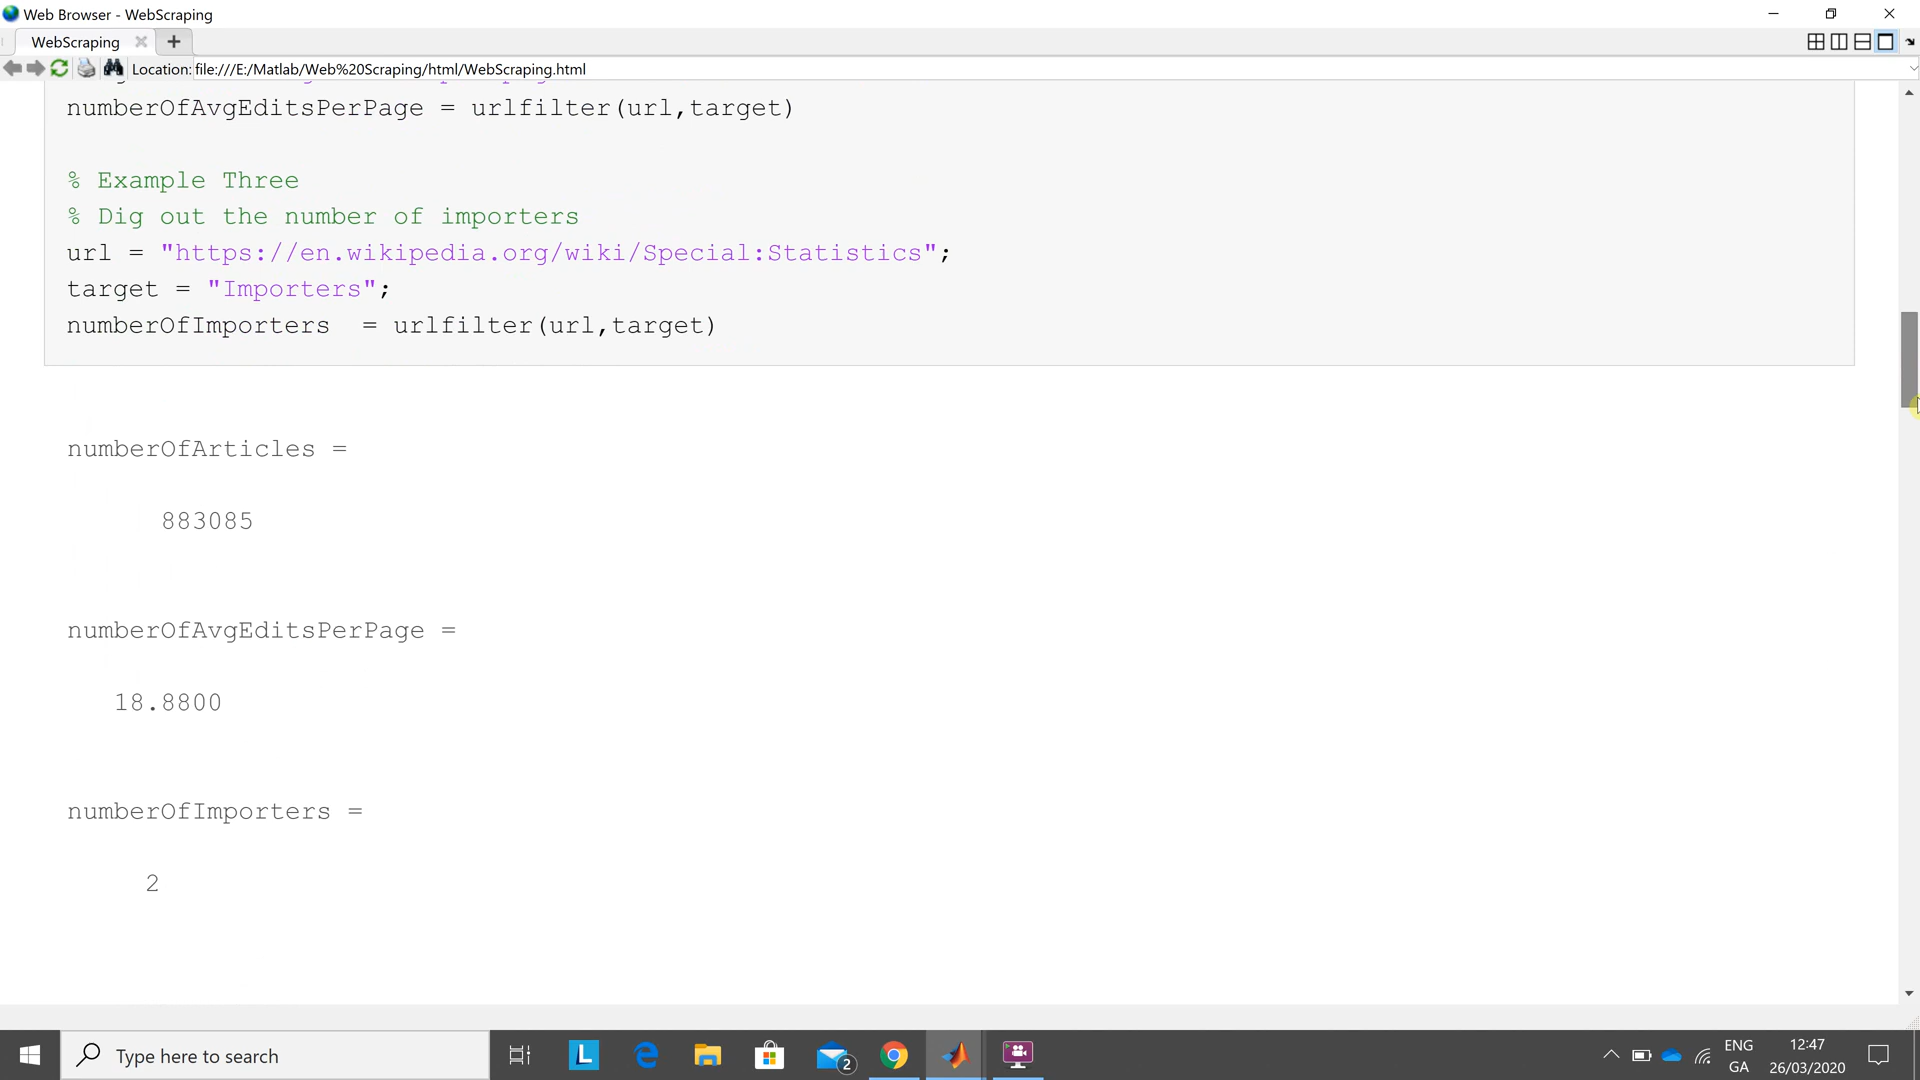 Web Browser - WebScraping
WebScraping
Location: file:///E:/Matlab/Web%20Scraping/html/WebScraping.html
numberOfAvgEditsPerPage = urlfilter(url,target)
% Example Three
% Dig out the number of importers
url = "https://en.wikipedia.org/wiki/Special:Statistics";
target = "Importers";
numberOfImporters  = urlfilter(url,target)
numberOfArticles =
883085
numberOfAvgEditsPerPage =
18.8800
numberOfImporters =
2
Type here to search
L
2
ENG
GA
12:47
26/03/2020